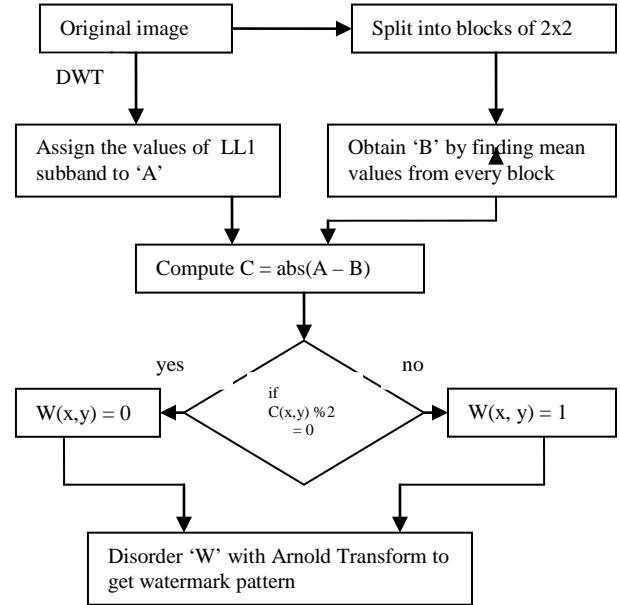 Original image
Split into blocks of 2x2
DWT
Assign the values of LL1
subband to ‘A’
Obtain ‘B’ by finding mean
values from every block
Compute C = abs(A – B)
yes
no
if
C(x,y) %2
= 0
W(x,y) = 0
W(x, y) = 1
Disorder ‘W’ with Arnold Transform to
get watermark pattern